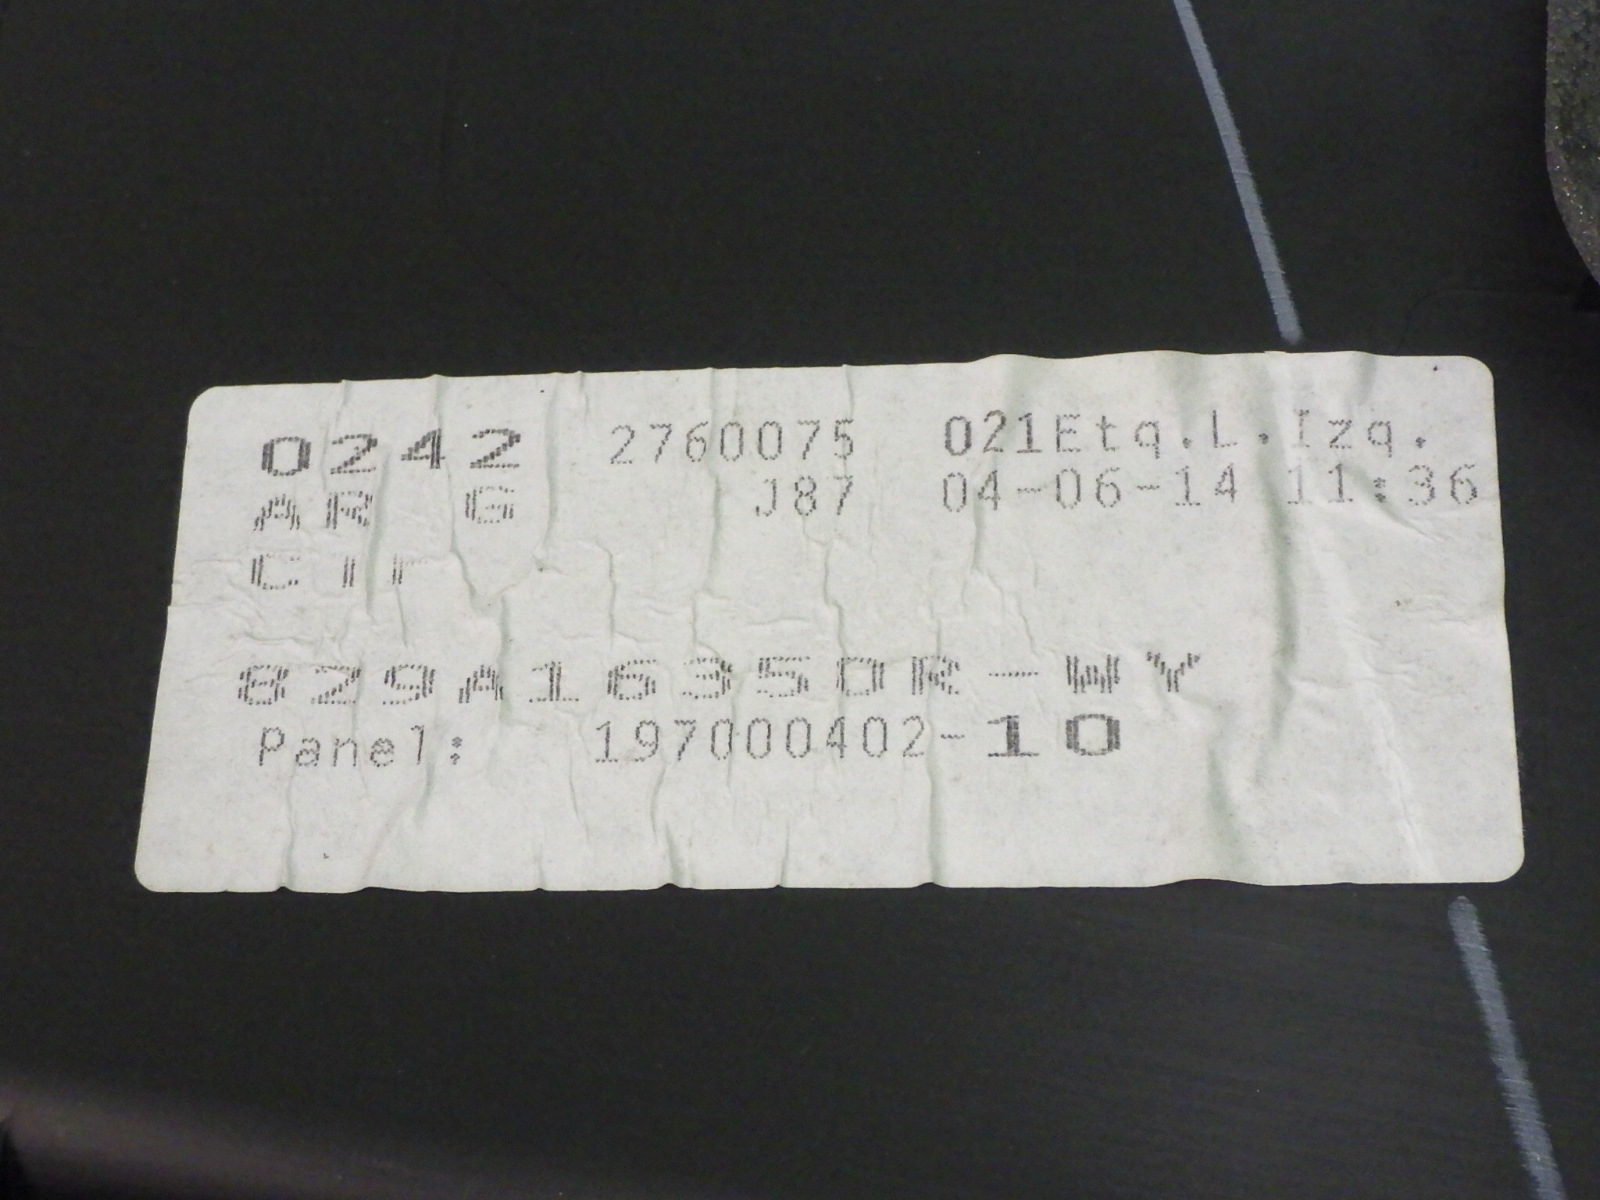 0242 2760075 021Etq.L.Izq.
AR G J87 04-06-14 11:36
CIF
829A16350R-WY
Panel: 197000402-10